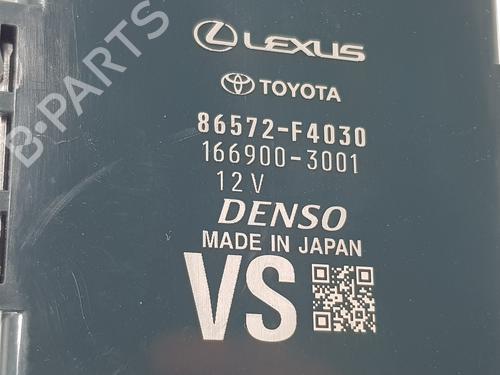 LEXUS
TOYOTA
86572-F4030
166900-3001
12V
DENSO
MADE IN JAPAN
VS
B-PARTS